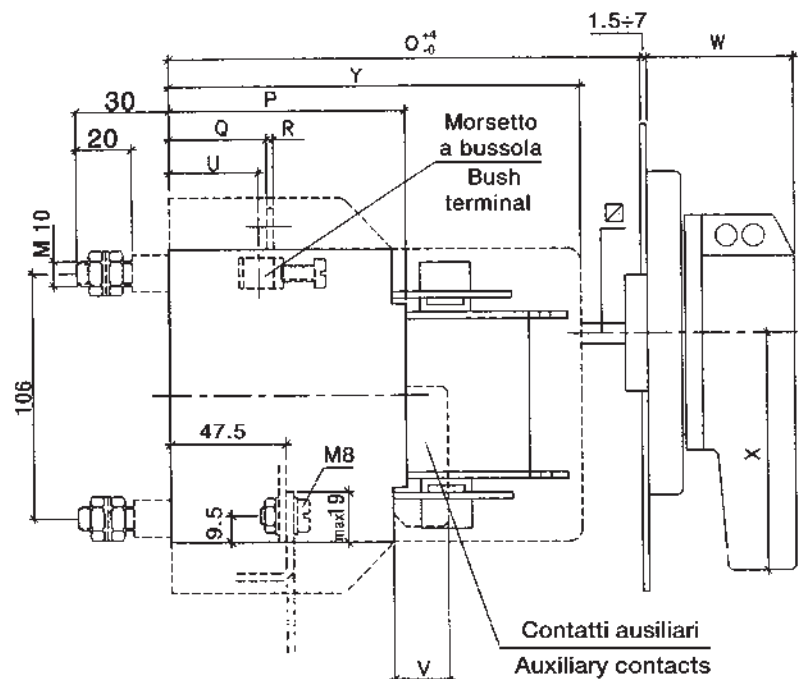 1.5÷7
O +4 -0
W
Y
30
P
20
Q
R
Morsetto
a bussola
Bush
terminal
U
M 10
106
47.5
M8
9.5
max19
X
V
Contatti ausiliari
Auxiliary contacts